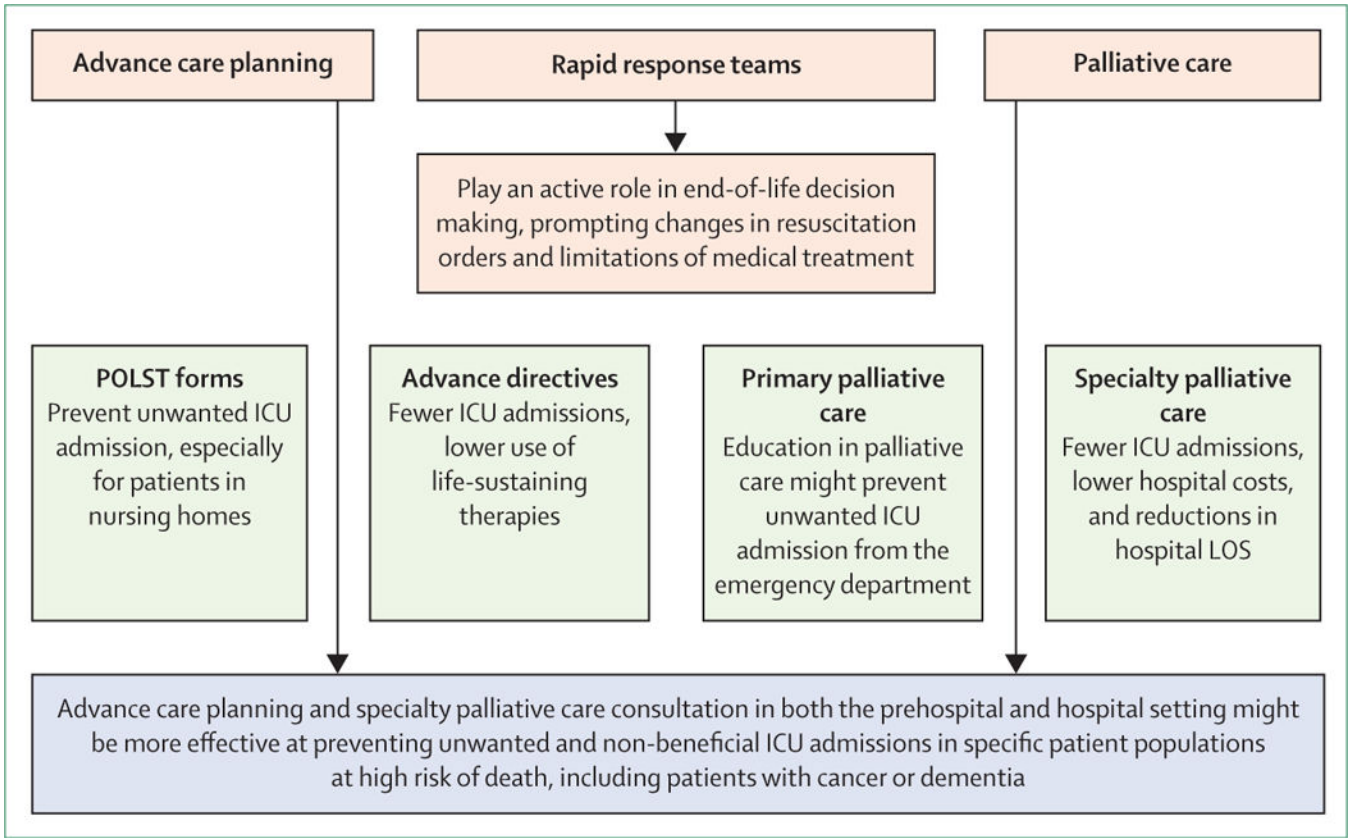 Advance care planning
Rapid response teams
Palliative care
Play an active role in end-of-life decision
making, prompting changes in resuscitation
orders and limitations of medical treatment
POLST forms
Prevent unwanted ICU
admission, especially
for patients in
nursing homes
Advance directives
Fewer ICU admissions,
lower use of
life-sustaining
therapies
Primary palliative
care
Education in palliative
care might prevent
unwanted ICU
admission from the
emergency department
Specialty palliative
care
Fewer ICU admissions,
lower hospital costs,
and reductions in
hospital LOS
Advance care planning and specialty palliative care consultation in both the prehospital and hospital setting might
be more effective at preventing unwanted and non-beneficial ICU admissions in specific patient populations
at high risk of death, including patients with cancer or dementia